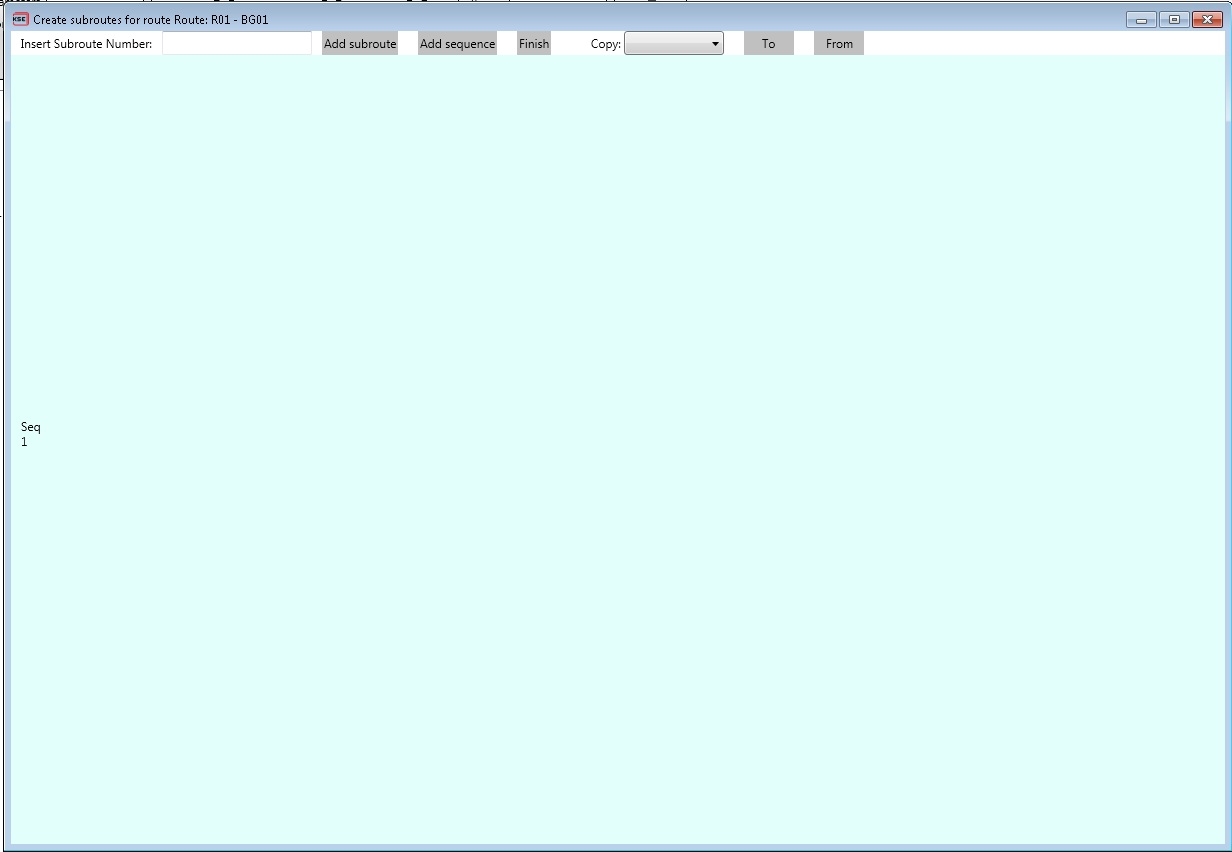 KSE Create subroutes for route Route: R01 - BG01
Insert Subroute Number: Add subroute Add sequence Finish Copy: To From
Seq
1